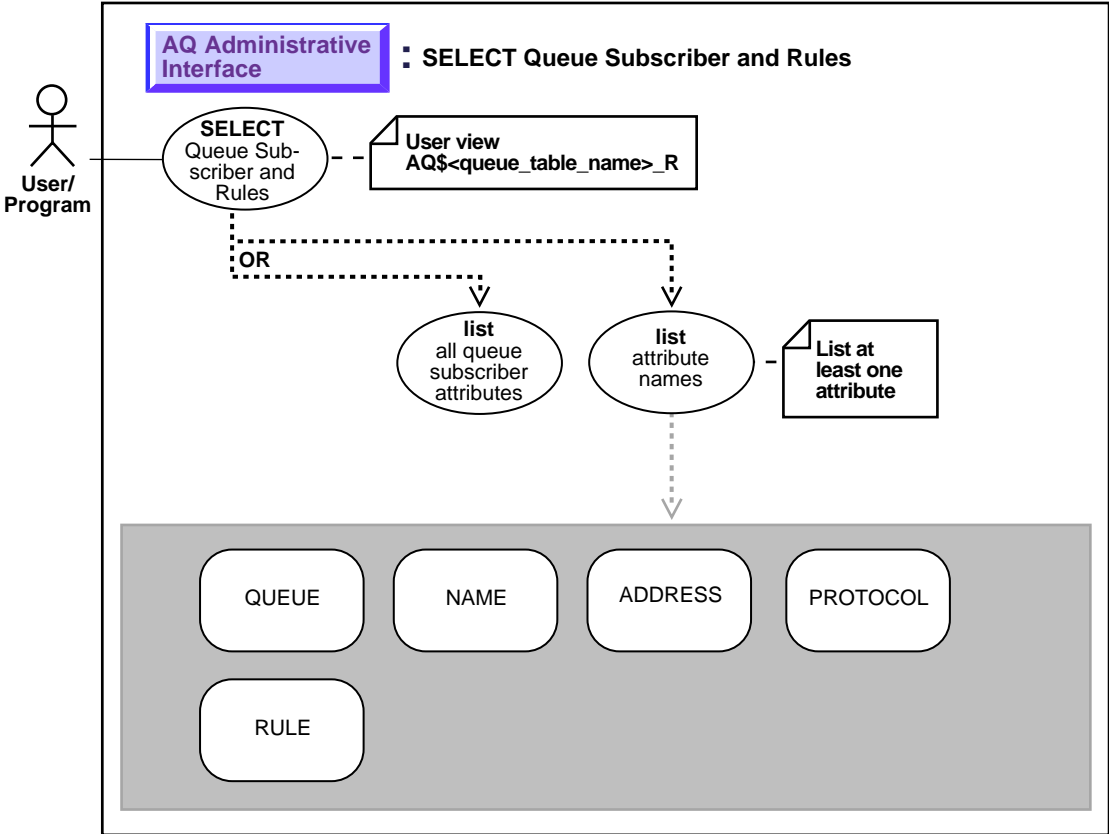 AQ Administrative
Interface
: SELECT Queue Subscriber and Rules
User/
Program
SELECT
Queue Sub-
scriber and
Rules
User view
AQ$<queue_table_name>_R
OR
list
all queue
subscriber
attributes
list
attribute
names
List at
least one
attribute
QUEUE
NAME
ADDRESS
PROTOCOL
RULE